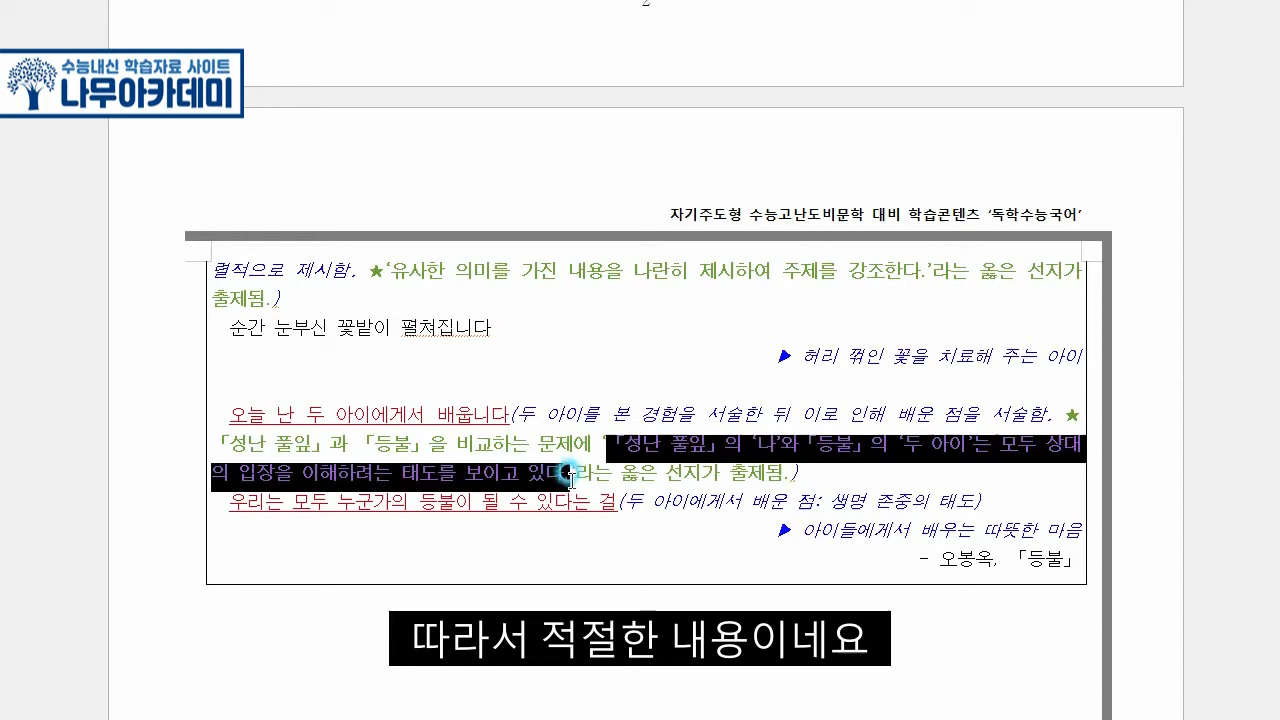 2
수능내신 학습자료 사이트
나무아카데미
자기주도형 수능고난도비문학 대비 학습콘텐츠 ‘독학수능국어’
렬적으로 제시함. ★‘유사한 의미를 가진 내용을 나란히 제시하여 주제를 강조한다.’라는 옳은 선지가
출제됨.)
순간 눈부신 꽃밭이 펼쳐집니다
▶ 허리 꺾인 꽃을 치료해 주는 아이
오늘 난 두 아이에게서 배웁니다(두 아이를 본 경험을 서술한 뒤 이로 인해 배운 점을 서술함. ★
「성난 풀잎」과 「등불」을 비교하는 문제에 ‘「성난 풀잎」의 ‘나’와 「등불」의 ‘두 아이’는 모두 상대
의 입장을 이해하려는 태도를 보이고 있다.’라는 옳은 선지가 출제됨.)
우리는 모두 누군가의 등불이 될 수 있다는 걸(두 아이에게서 배운 점: 생명 존중의 태도)
▶ 아이들에게서 배우는 따뜻한 마음
- 오봉옥, 「등불」
따라서 적절한 내용이네요